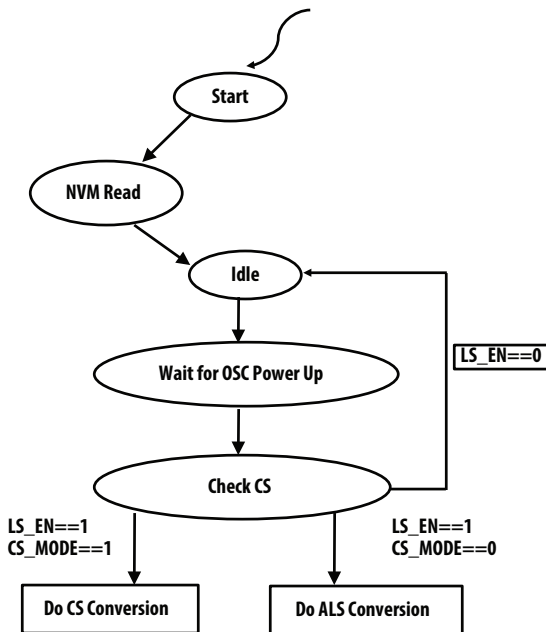 Start
NVM Read
Idle
LS_EN==0
Wait for OSC Power Up
Check CS
LS_EN==1
CS_MODE==1
LS_EN==1
CS_MODE==0
Do CS Conversion
Do ALS Conversion